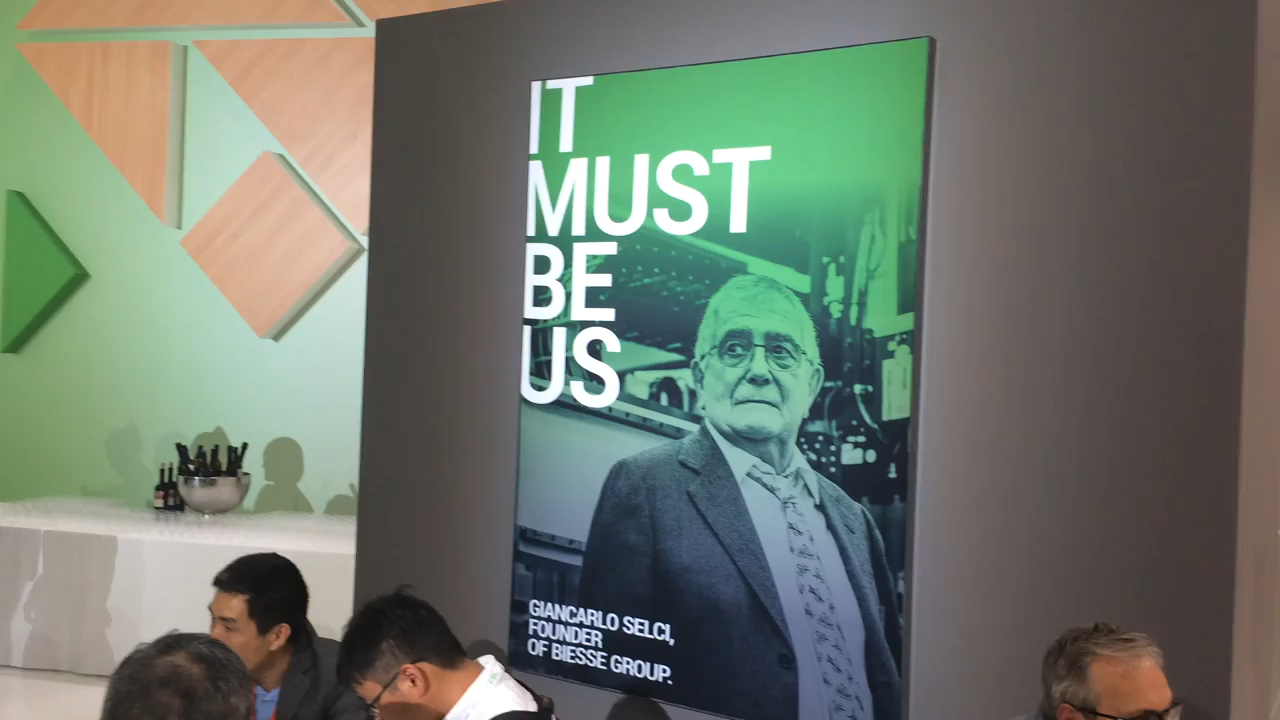 IT
MUST
BE
US
GIANCARLO SELCI,
FOUNDER
OF BIESSE GROUP.